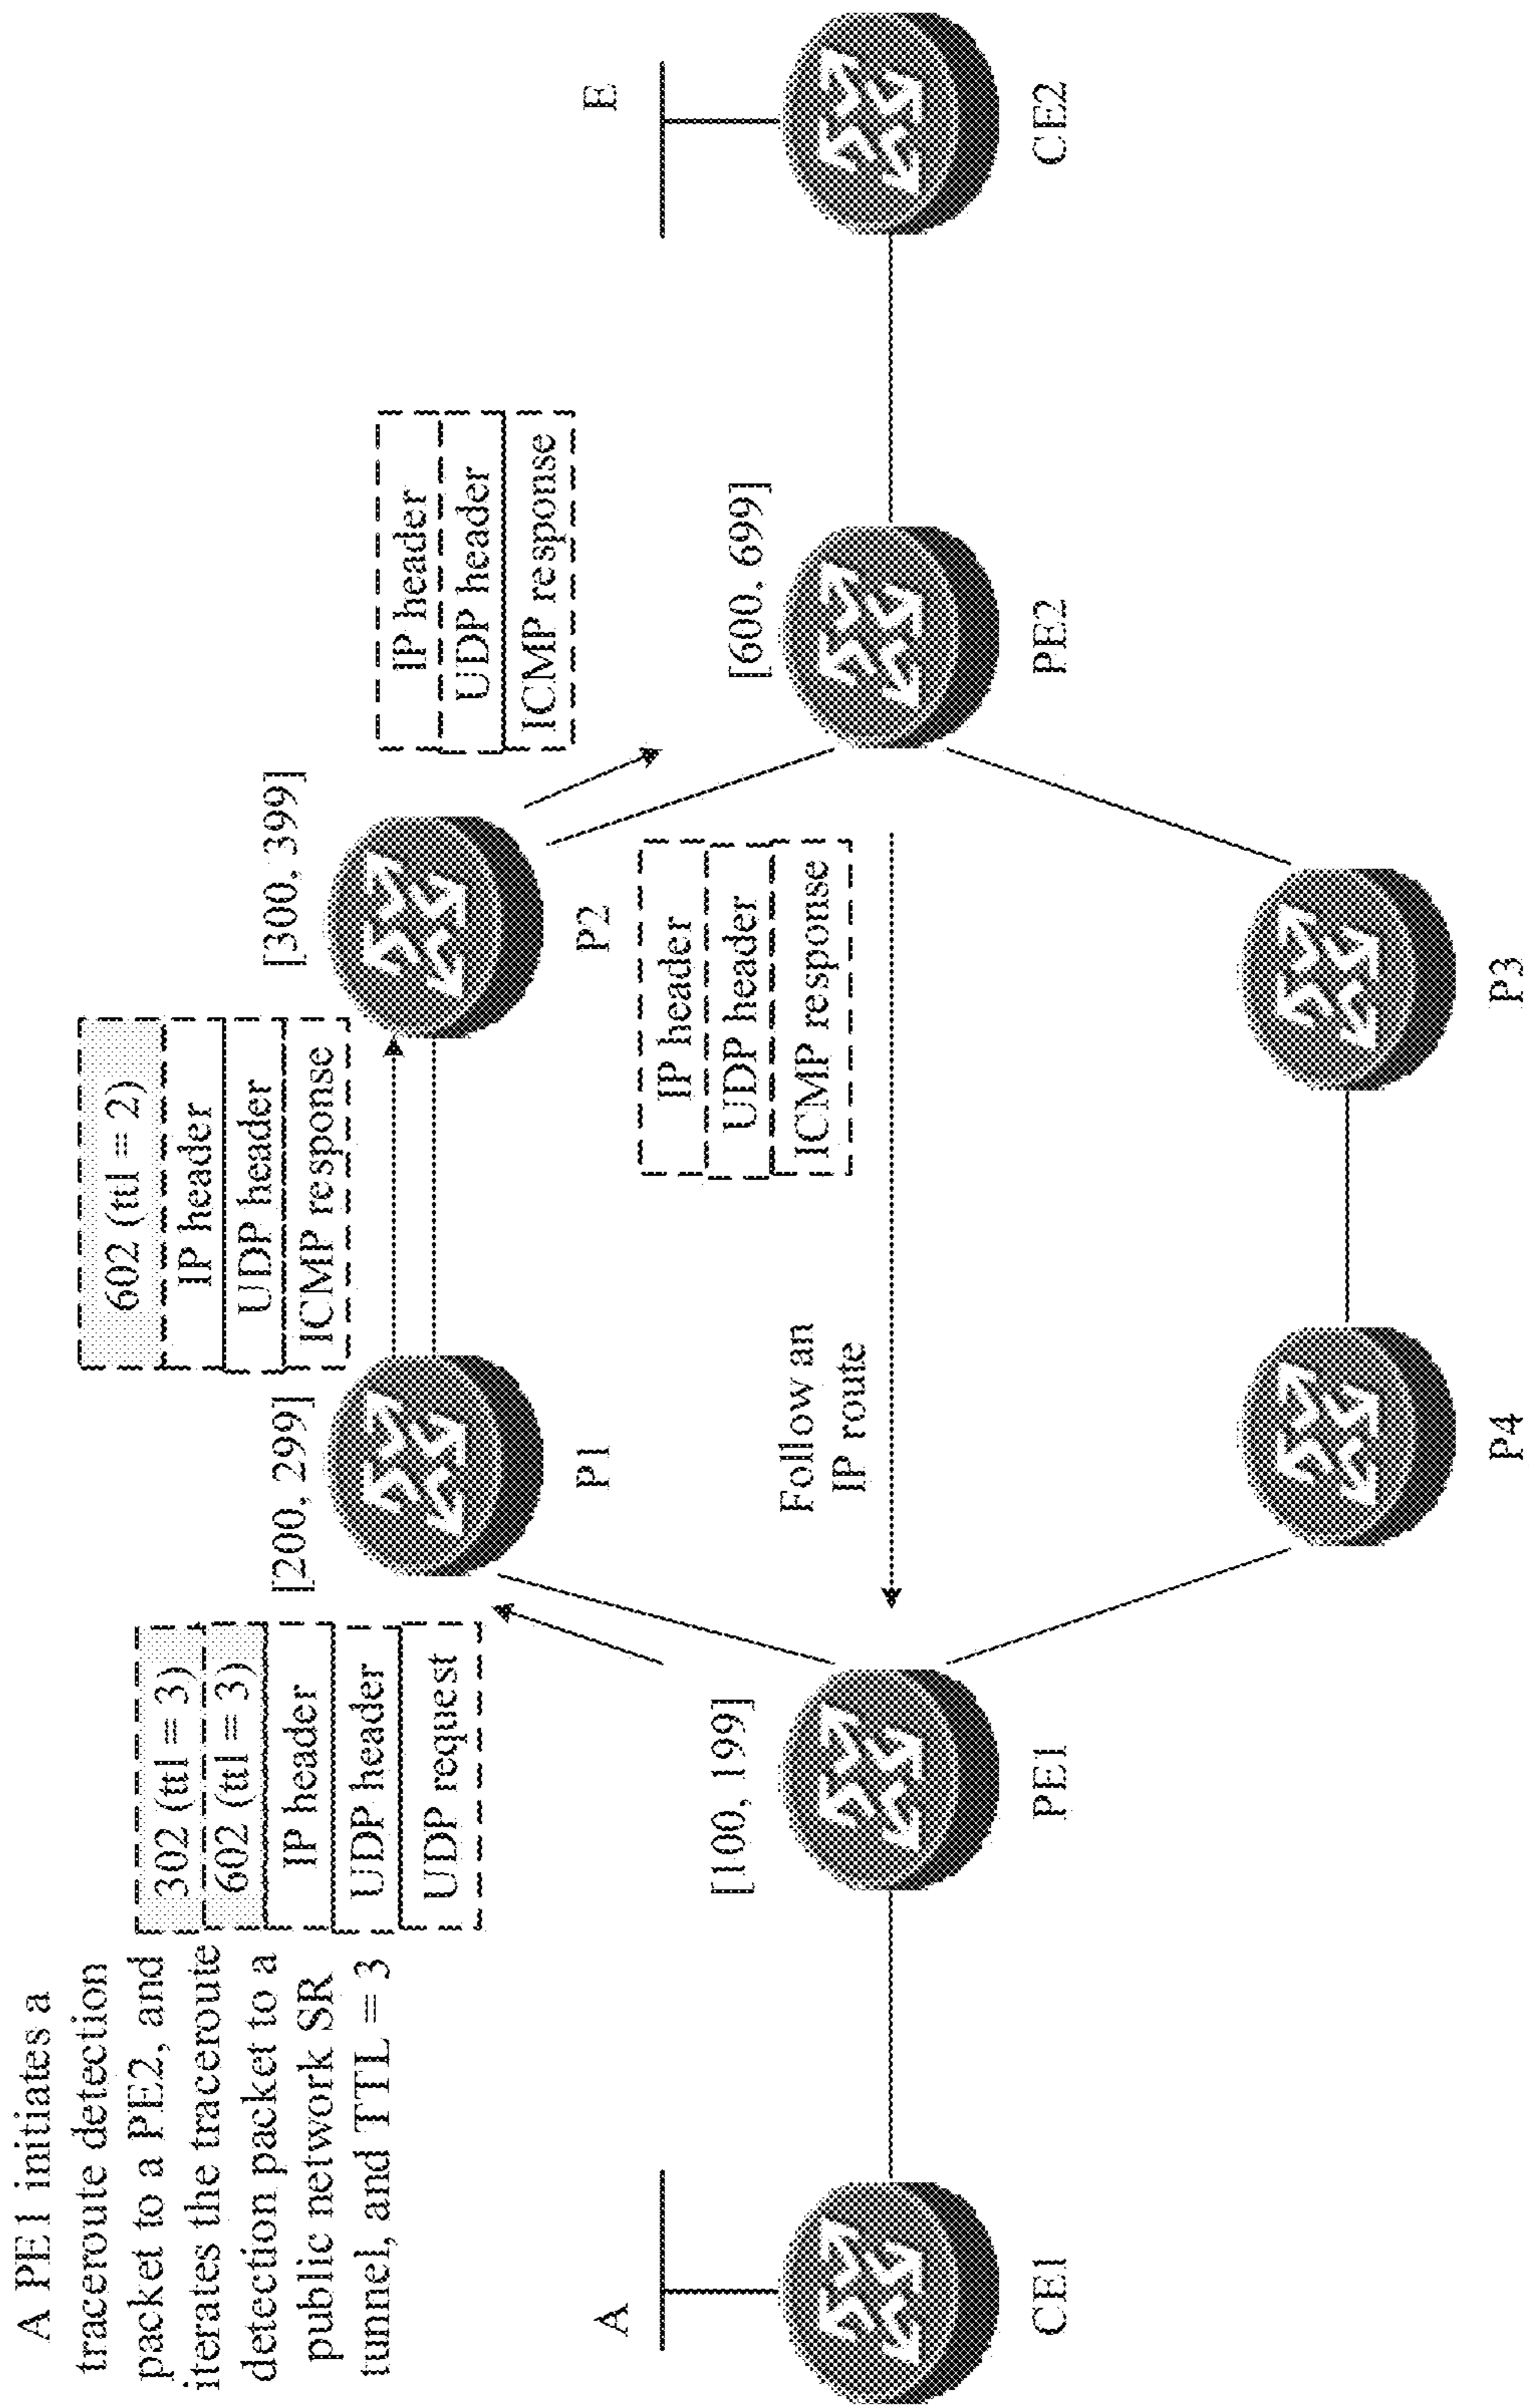 A PE1 initiates a
traceroute detection
packet to a PE2, and
iterates the traceroute
detection packet to a
public network SR
tunnel, and TTL = 3
302 (ttl = 3)
602 (ttl = 3)
IP header
UDP header
UDP request
[200, 299]
P1
602 (ttl = 2)
IP header
UDP header
ICMP response
[300, 399]
P2
IP header
UDP header
ICMP response
A
CE1
[100, 199]
PE1
Follow an
IP route
IP header
UDP header
ICMP response
[600, 699]
PE2
E
CE2
P4
P3